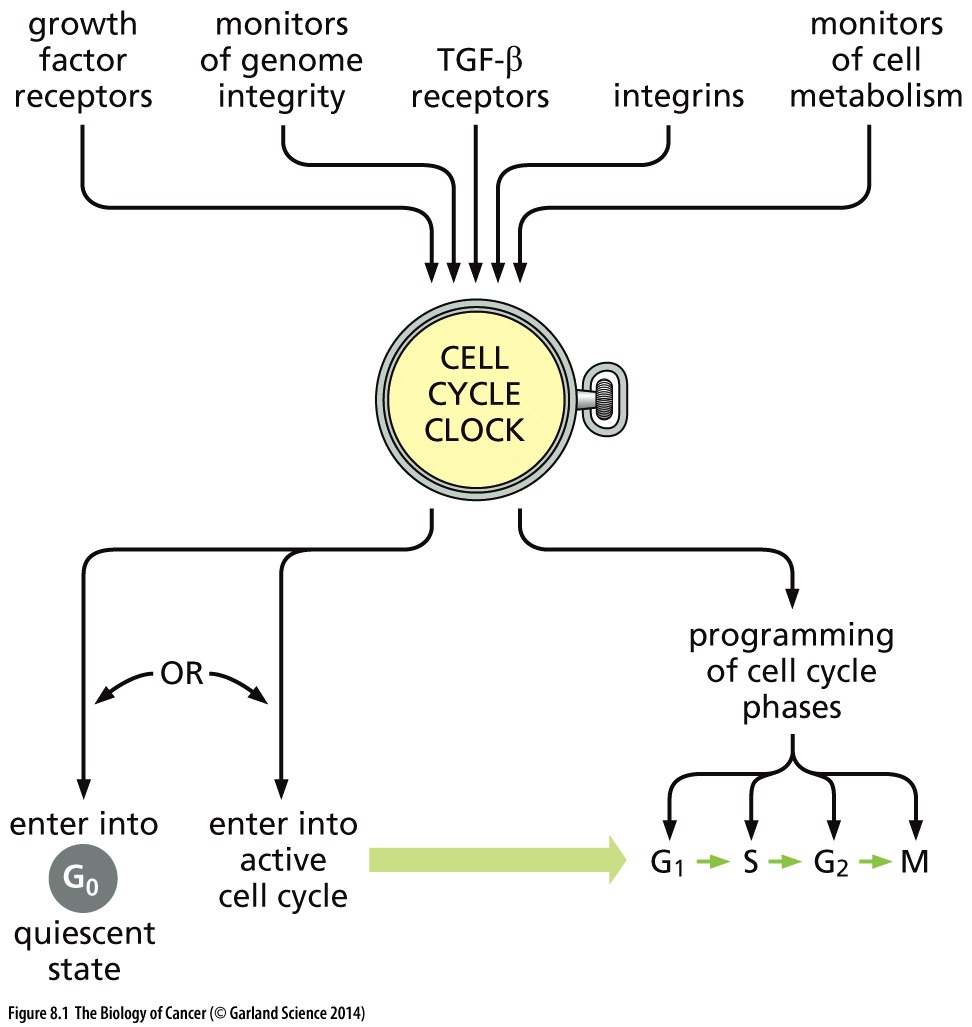 growth
factor
receptors
monitors
of genome
integrity
TGF-β
receptors
integrins
monitors
of cell
metabolism
CELL
CYCLE
CLOCK
OR
programming
of cell cycle
phases
enter into
G₀
quiescent
state
enter into
active
cell cycle
G₁ → S → G₂ → M
Figure 8.1 The Biology of Cancer (© Garland Science 2014)